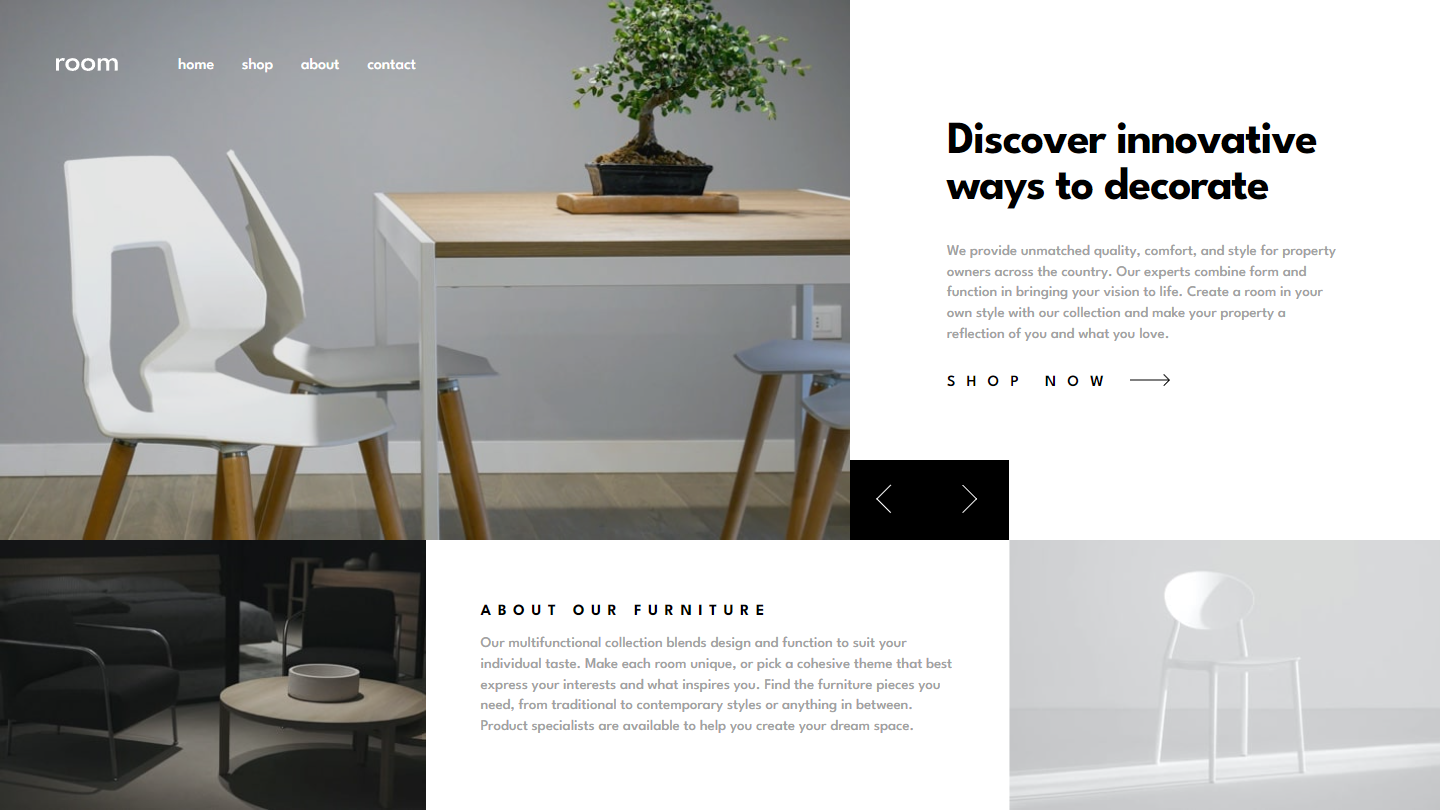 room
home shop about contact
Discover innovative
ways to decorate
We provide unmatched quality, comfort, and style for property
owners across the country. Our experts combine form and
function in bringing your vision to life. Create a room in your
own style with our collection and make your property a
reflection of you and what you love.
SHOP NOW
ABOUT OUR FURNITURE
Our multifunctional collection blends design and function to suit your
individual taste. Make each room unique, or pick a cohesive theme that best
express your interests and what inspires you. Find the furniture pieces you
need, from traditional to contemporary styles or anything in between.
Product specialists are available to help you create your dream space.